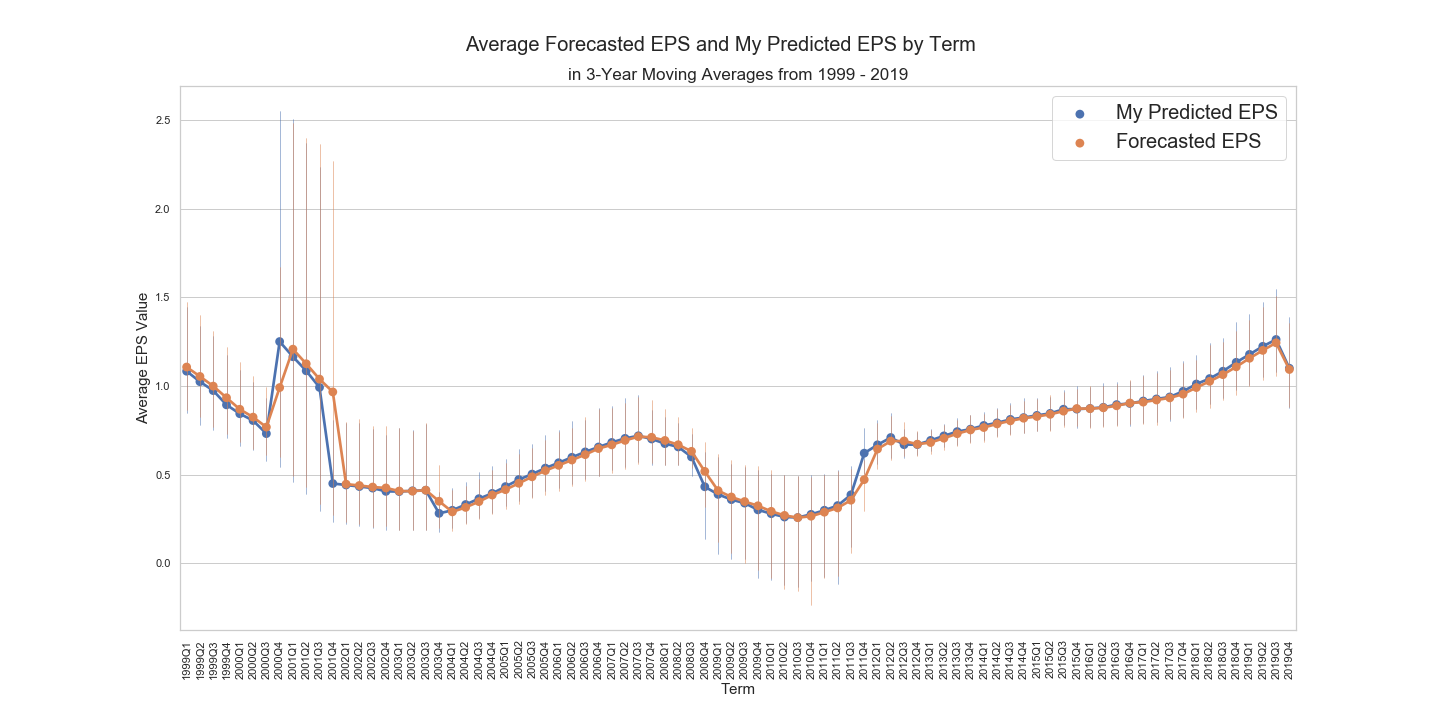 Average Forecasted EPS and My Predicted EPS by Term
in 3-Year Moving Averages from 1999 - 2019
My Predicted EPS
Forecasted EPS
Average EPS Value
2.5
2.0
1.5
1.0
0.5
0.0
1999Q1
1999Q2
1999Q3
1999Q4
2000Q1
2000Q2
2000Q3
2000Q4
2001Q1
2001Q2
2001Q3
2001Q4
2002Q1
2002Q2
2002Q3
2002Q4
2003Q1
2003Q2
2003Q3
2003Q4
2004Q1
2004Q2
2004Q3
2004Q4
2005Q1
2005Q2
2005Q3
2005Q4
2006Q1
2006Q2
2006Q3
2006Q4
2007Q1
2007Q2
2007Q3
2007Q4
2008Q1
2008Q2
2008Q3
2008Q4
2009Q1
2009Q2
2009Q3
2009Q4
2010Q1
2010Q2
2010Q3
2010Q4
2011Q1
2011Q2
2011Q3
2011Q4
2012Q1
2012Q2
2012Q3
2012Q4
2013Q1
2013Q2
2013Q3
2013Q4
2014Q1
2014Q2
2014Q3
2014Q4
2015Q1
2015Q2
2015Q3
2015Q4
2016Q1
2016Q2
2016Q3
2016Q4
2017Q1
2017Q2
2017Q3
2017Q4
2018Q1
2018Q2
2018Q3
2018Q4
2019Q1
2019Q2
2019Q3
2019Q4
Term